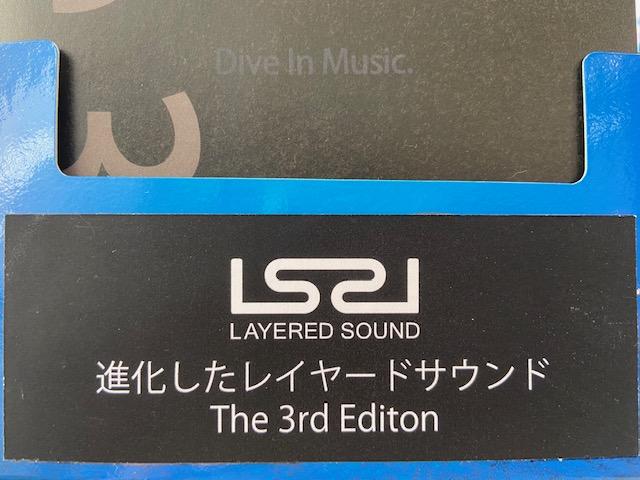 Dive In Music.
3
LAYERED SOUND
進化したレイヤードサウンド
The 3rd Editon